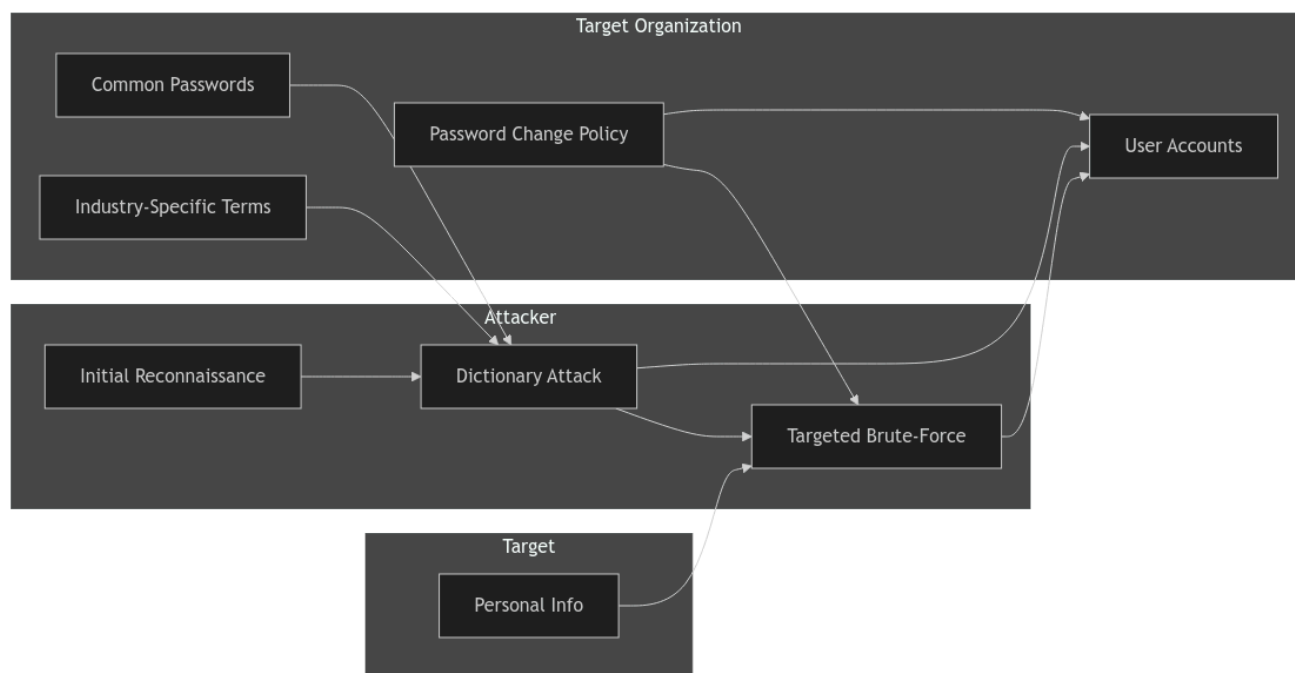 Target Organization
Common Passwords
Password Change Policy
User Accounts
Industry-Specific Terms
Attacker
Initial Reconnaissance
Dictionary Attack
Targeted Brute-Force
Target
Personal Info